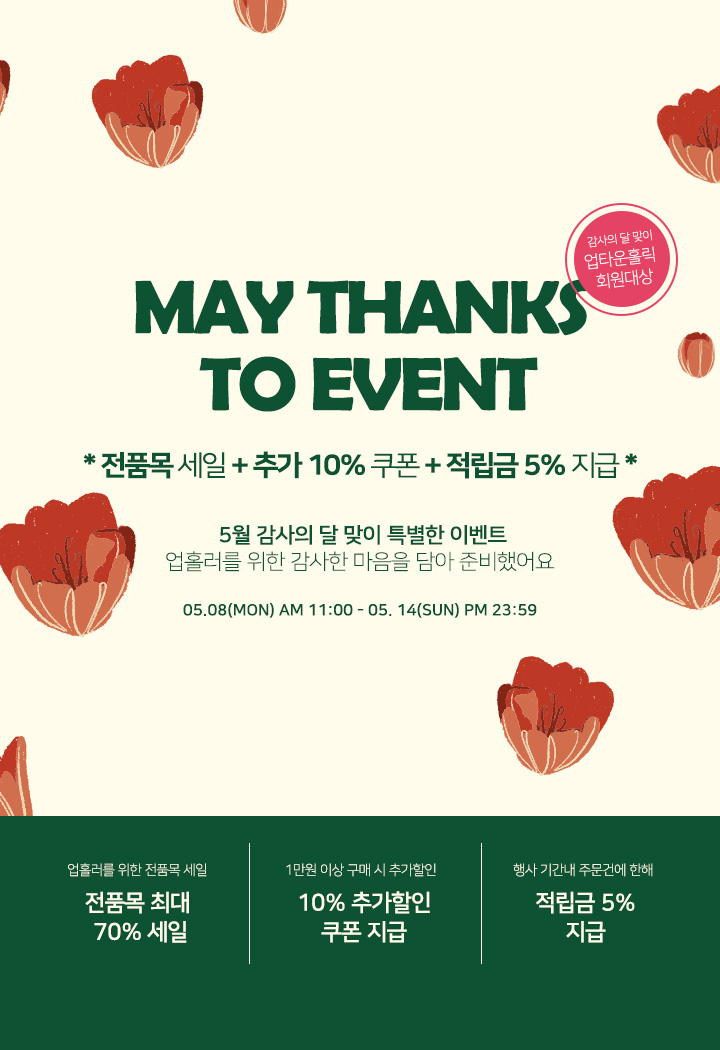 감사의 달 맞이
업타운홀릭
회원대상
MAY THANKS
TO EVENT
* 전품목 세일 + 추가 10% 쿠폰 + 적립금 5% 지급 *
5월 감사의 달 맞이 특별한 이벤트
업홀러를 위한 감사한 마음을 담아 준비했어요
05.08(MON) AM 11:00 - 05. 14(SUN) PM 23:59
업홀러를 위한 전품목 세일
전품목 최대
70% 세일
1만원 이상 구매 시 추가할인
10% 추가할인
쿠폰 지급
행사 기간내 주문건에 한해
적립금 5%
지급